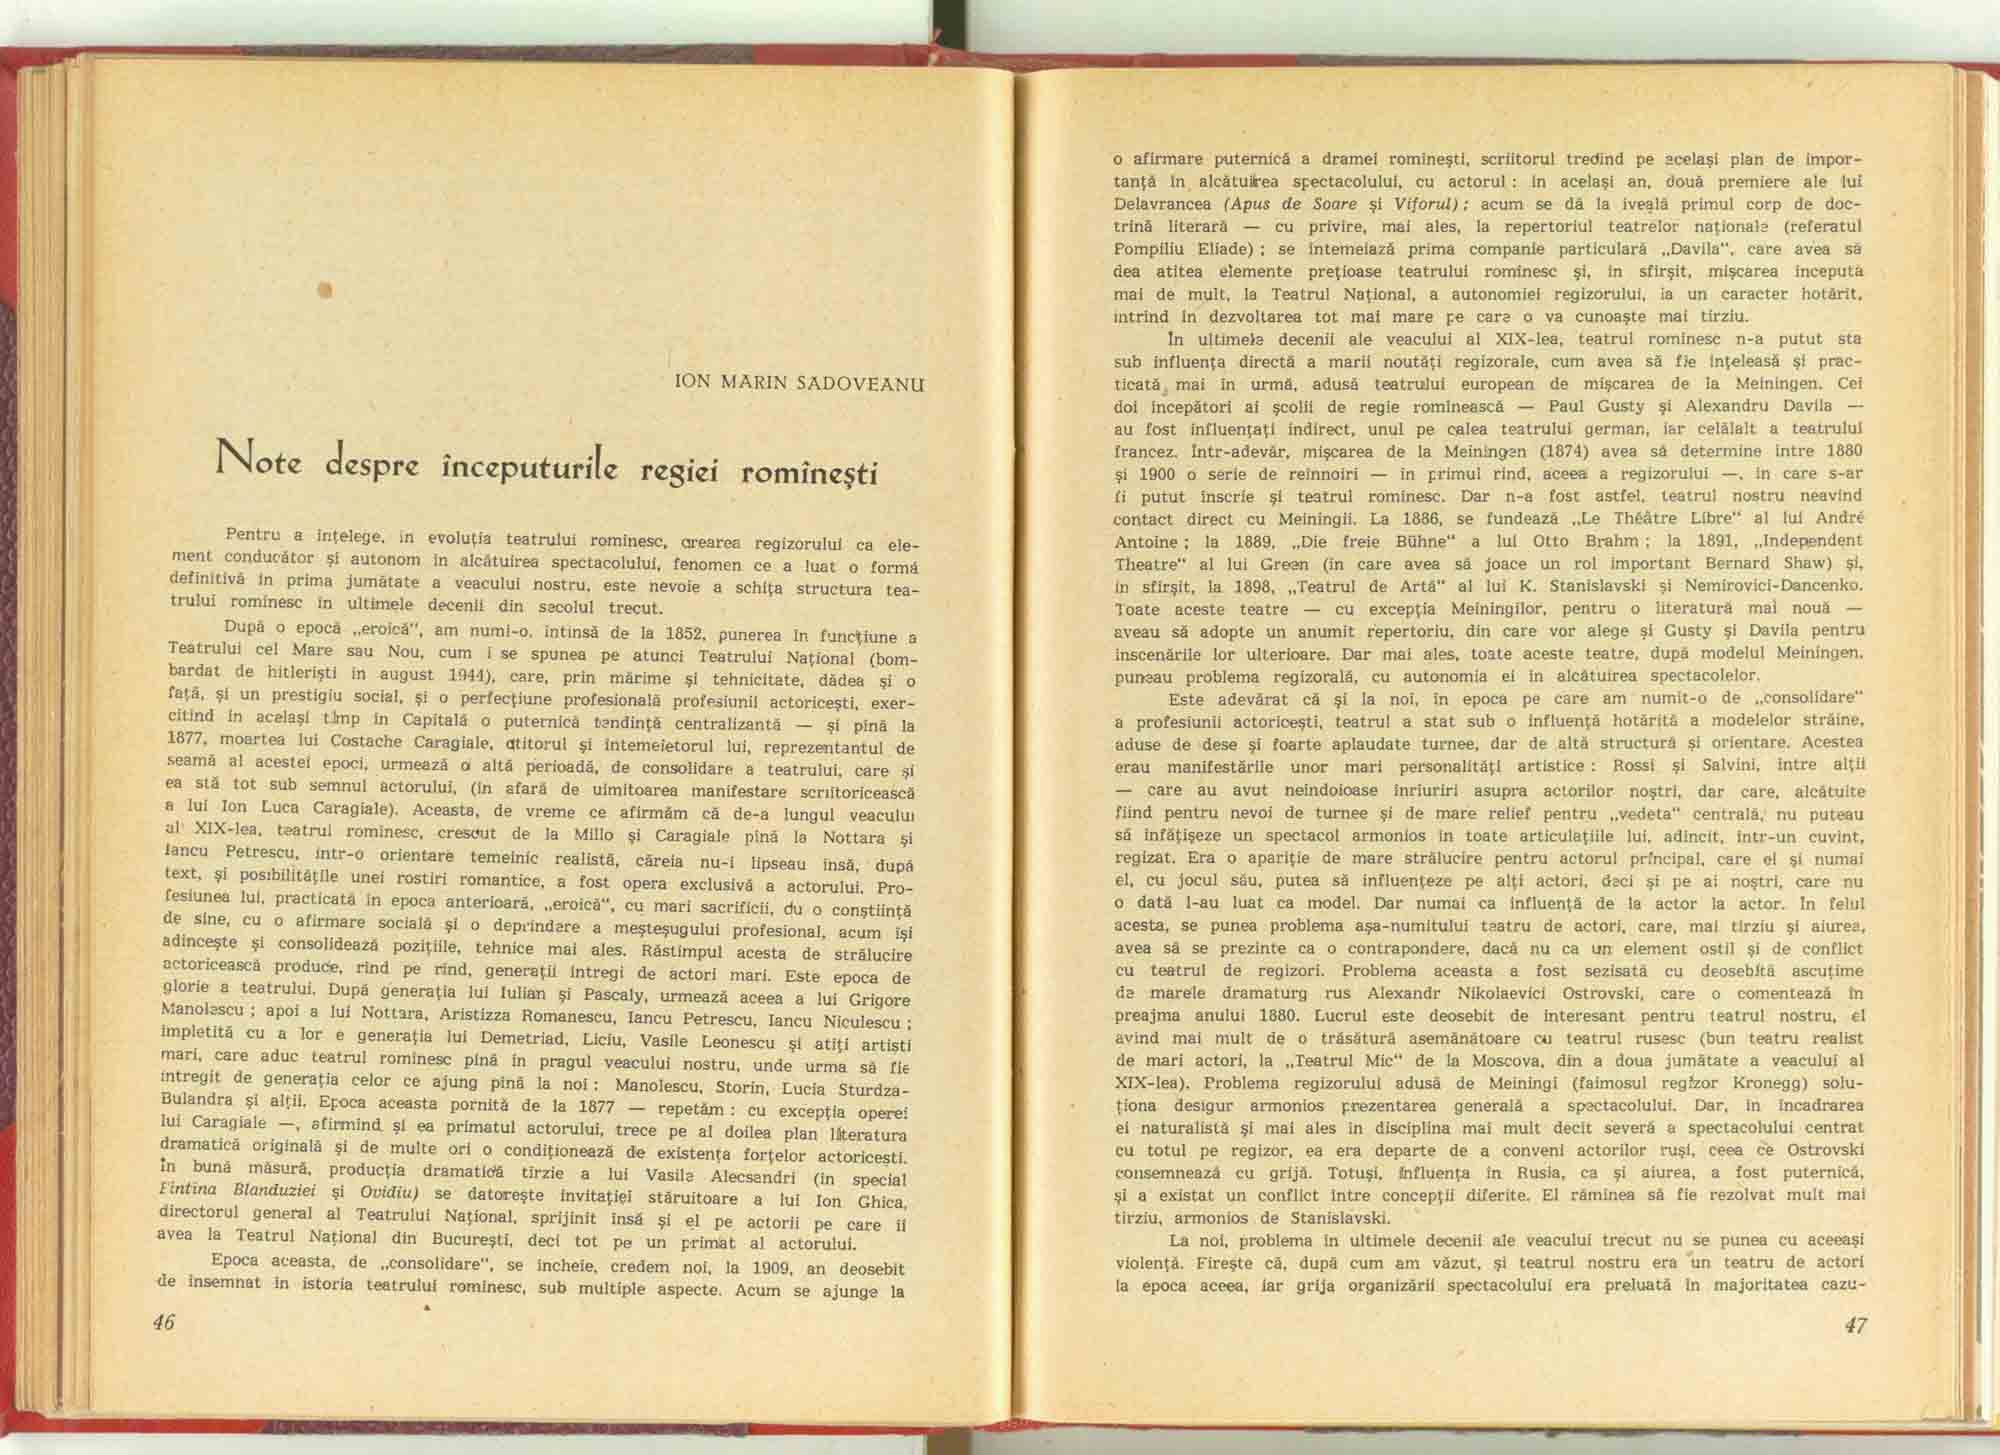 ION MARIN SADOVEANU
Note despre începuturile regiei romîneşti
Pentru a înţelege, în evoluţia teatrului romînesc, crearea regizorului ca ele-
ment conducător şi autonom în alcătuirea spectacolului, fenomen ce a luat o formă
definitivă în prima jumătate a veacului nostru, este nevoie a schiţa structura tea-
trului romînesc în ultimele decenii din secolul trecut.
După o epocă „eroică", am numi-o, întinsă de la 1852, punerea în funcţiune a
Teatrului cel Mare sau Nou, cum i se spunea pe atunci Teatrului Naţional (bom-
bardat de hitlerişti în august 1944), care, prin mărime şi tehnicitate, dădea şi o
faţă, şi un prestigiu social, şi o perfecţiune profesională profesiunii actoriceşti, exer-
citînd în acelaşi timp în Capitală o puternică tendinţă centralizantă — şi pînă la
1877, moartea lui Costache Caragiale, ctitorul şi întemeietorul lui, reprezentantul de
seamă al acestei epoci, urmează o altă perioadă, de consolidare a teatrului, care şi
ea stă tot sub semnul actorului, (în afară de uimitoarea manifestare scriitoricească
a lui Ion Luca Caragiale). Aceasta, de vreme ce afirmăm că de-a lungul veacului
al XIX-lea, teatrul romînesc, crescut de la Millo şi Caragiale pînă la Nottara şi
Iancu Petrescu, într-o orientare temeinic realistă, căreia nu-i lipseau însă, după
text, şi posibilităţile unei rostiri romantice, a fost opera exclusivă a actorului. Pro-
fesiunea lui, practicată în epoca anterioară, „eroică", cu mari sacrificii, cu o conştiinţă
de sine, cu o afirmare socială şi o deprindere a meşteşugului profesional, acum îşi
adînceşte şi consolidează poziţiile, tehnice mai ales. Răstimpul acesta de strălucire
actoricească produce, rînd pe rînd, generaţii întregi de actori mari. Este epoca de
glorie a teatrului. După generaţia lui Iulian şi Pascaly, urmează aceea a lui Grigore
Manolescu ; apoi a lui Nottara, Aristizza Romanescu, Iancu Petrescu, Iancu Niculescu ;
împletită cu a lor e generaţia lui Demetriad, Liciu, Vasile Leonescu şi atîţi artişti
mari, care aduc teatrul romînesc pînă în pragul veacului nostru, unde urma să fie
întregit de generaţia celor ce ajung pînă la noi : Manolescu, Storin, Lucia Sturdza-
Bulandra şi alţii. Epoca aceasta pornită de la 1877 — repetăm : cu excepţia operei
lui Caragiale —, afirmînd şi ea primatul actorului, trece pe al doilea plan literatura
dramatică originală şi de multe ori o condiţionează de existenţa forţelor actoriceşti.
În bună măsură, producţia dramatică tîrzie a lui Vasile Alecsandri (în special
Fîntîna Blanduziei şi Ovidiu) se datoreşte invitaţiei stăruitoare a lui Ion Ghica,
directorul general al Teatrului Naţional, sprijinit însă şi el pe actorii pe care îi
avea la Teatrul Naţional din Bucureşti, deci tot pe un primat al actorului.
Epoca aceasta, de „consolidare", se încheie, credem noi, la 1909, an deosebit
de însemnat în istoria teatrului romînesc, sub multiple aspecte. Acum se ajunge la
46
o afirmare puternică a dramei romîneşti, scriitorul trecînd pe acelaşi plan de impor-
tanţă în alcătuirea spectacolului, cu actorul : în acelaşi an, două premiere ale lui
Delavrancea (Apus de Soare şi Viforul) ; acum se dă la iveală primul corp de doc-
trină literară — cu privire, mai ales, la repertoriul teatrelor naţionale (referatul
Pompiliu Eliade) ; se întemeiază prima companie particulară „Davila", care avea să
dea atîtea elemente preţioase teatrului romînesc şi, în sfîrşit, mişcarea începută
mai de mult, la Teatrul Naţional, a autonomiei regizorului, ia un caracter hotărît,
intrînd în dezvoltarea tot mai mare pe care o va cunoaşte mai tîrziu.
În ultimele decenii ale veacului al XIX-lea, teatrul romînesc n-a putut sta
sub influenţa directă a marii noutăţi regizorale, cum avea să fie înţeleasă şi prac-
ticată mai în urmă, adusă teatrului european de mişcarea de la Meiningen. Cei
doi începători ai şcolii de regie romînească — Paul Gusty şi Alexandru Davila —
au fost influenţaţi indirect, unul pe calea teatrului german, iar celălalt a teatrului
francez. Într-adevăr, mişcarea de la Meiningen (1874) avea să determine între 1880
şi 1900 o serie de reînnoiri — în primul rînd, aceea a regizorului —, în care s-ar
fi putut înscrie şi teatrul romînesc. Dar n-a fost astfel, teatrul nostru neavînd
contact direct cu Meiningii. La 1886, se fundează „Le Théâtre Libre" al lui André
Antoine ; la 1889, „Die freie Bühne" a lui Otto Brahm ; la 1891, „Independent
Theatre" al lui Green (în care avea să joace un rol important Bernard Shaw) şi,
în sfîrşit, la 1898, „Teatrul de Artă" al lui K. Stanislavski şi Nemirovici-Dancenko.
Toate aceste teatre — cu excepţia Meiningilor, pentru o literatură mai nouă —
aveau să adopte un anumit repertoriu, din care vor alege şi Gusty şi Davila pentru
înscenările lor ulterioare. Dar mai ales, toate aceste teatre, după modelul Meiningen,
puneau problema regizorală, cu autonomia ei în alcătuirea spectacolelor.
Este adevărat că şi la noi, în epoca pe care am numit-o de „consolidare"
a profesiunii actoriceşti, teatrul a stat sub o influenţă hotărîtă a modelelor străine,
aduse de dese şi foarte aplaudate turnee, dar de altă structură şi orientare. Acestea
erau manifestările unor mari personalităţi artistice : Rossi şi Salvini, între alţii
— care au avut neîndoioase înrîuriri asupra actorilor noştri, dar care, alcătuite
fiind pentru nevoi de turnee şi de mare relief pentru „vedeta" centrală, nu puteau
să înfăţişeze un spectacol armonios în toate articulaţiile lui, adîncit, într-un cuvînt,
regizat. Era o apariţie de mare strălucire pentru actorul principal, care el şi numai
el, cu jocul său, putea să influenţeze pe alţi actori, deci şi pe ai noştri, care nu
o dată l-au luat ca model. Dar numai ca influenţă de la actor la actor. În felul
acesta, se punea problema aşa-numitului teatru de actori, care, mai tîrziu şi aiurea,
avea să se prezinte ca o contrapondere, dacă nu ca un element ostil şi de conflict
cu teatrul de regizori. Problema aceasta a fost sezisată cu deosebită ascuţime
de marele dramaturg rus Alexandr Nikolaevici Ostrovski, care o comentează în
preajma anului 1880. Lucrul este deosebit de interesant pentru teatrul nostru, el
avînd mai mult de o trăsătură asemănătoare cu teatrul rusesc (bun teatru realist
de mari actori, la „Teatrul Mic" de la Moscova, din a doua jumătate a veacului al
XIX-lea). Problema regizorului adusă de Meiningi (faimosul regizor Kronegg) solu-
ţiona desigur armonios prezentarea generală a spectacolului. Dar, în încadrarea
ei naturalistă şi mai ales în disciplina mai mult decît severă a spectacolului centrat
cu totul pe regizor, ea era departe de a conveni actorilor ruşi, ceea ce Ostrovski
consemnează cu grijă. Totuşi, influenţa în Rusia, ca şi aiurea, a fost puternică,
şi a existat un conflict între concepţii diferite. El rămînea să fie rezolvat mult mai
tîrziu, armonios de Stanislavski.
La noi, problema în ultimele decenii ale veacului trecut nu se punea cu aceeaşi
violenţă. Fireşte că, după cum am văzut, şi teatrul nostru era un teatru de actori
la epoca aceea, iar grija organizării spectacolului era preluată în majoritatea cazu-
47